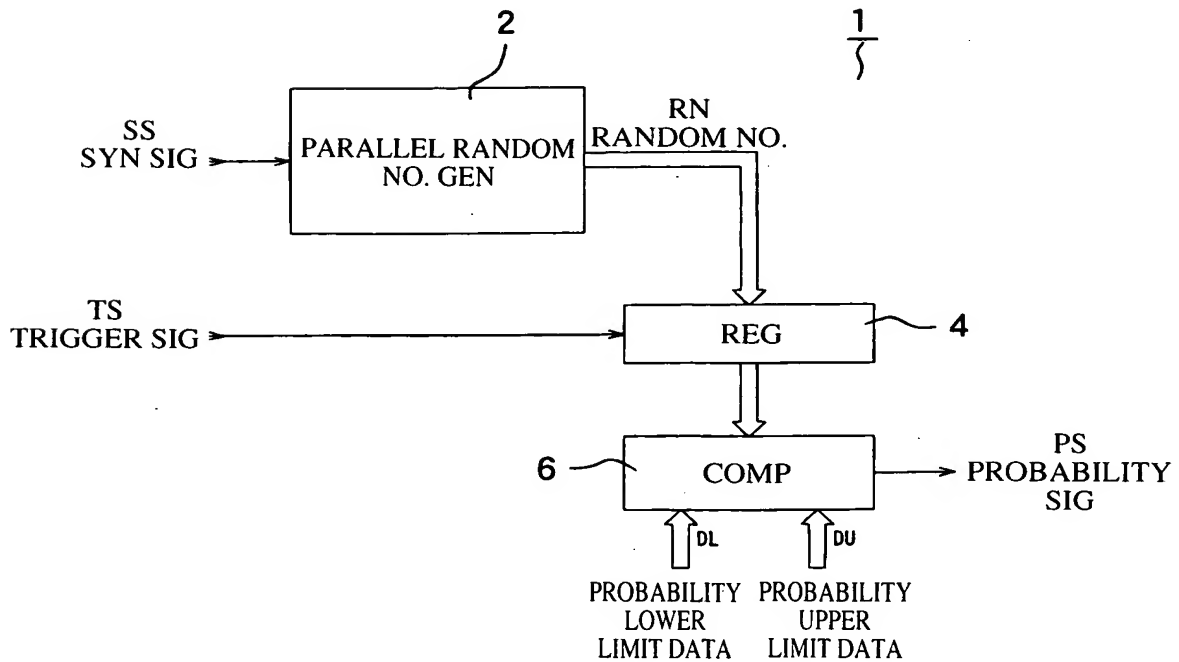 2
1
SS
SYN SIG
PARALLEL RANDOM
NO. GEN
RN
RANDOM NO.
TS
TRIGGER SIG
REG
4
6
COMP
PS
PROBABILITY
SIG
DL
DU
PROBABILITY
LOWER
LIMIT DATA
PROBABILITY
UPPER
LIMIT DATA